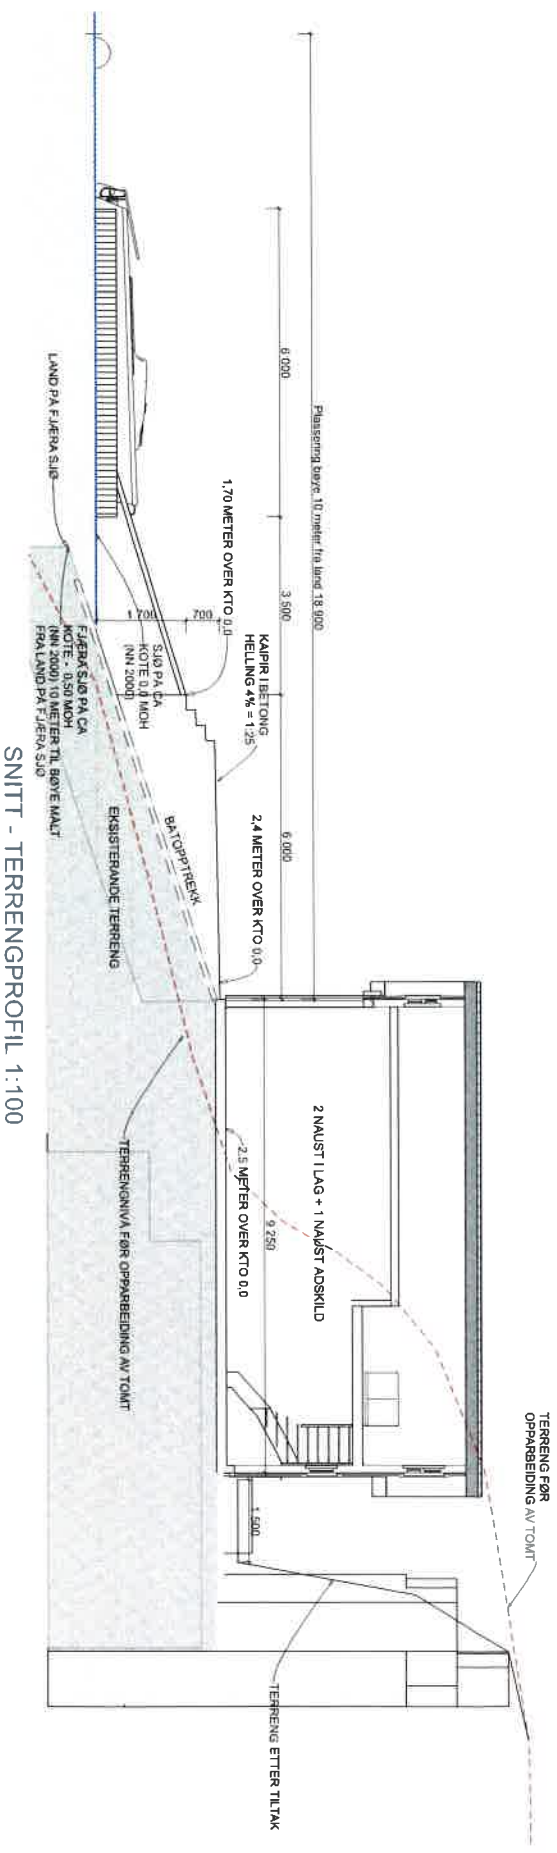 Plassering bøye 10 meter fra land 18 900
6 000
3 500
6 000
1,70 METER OVER KTO 0,0
KAIPIR I BETONG
HELLING 4% = 1:25
2,4 METER OVER KTO 0,0
1 700
700
SJØ PÅ CA
KOTE 0,0 MOH
(NN 2000)
LAND PÅ FJÆRA SJØ
FJÆRA SJØ PÅ CA
KOTE - 0,50 MOH
(NN 2000) 10 METER TIL BØYE MALT
FRA LAND PÅ FJÆRA SJØ
BATOPPTREKK
EKSISTERANDE TERRENG
TERRENGNIVÅ FØR OPPARBEIDING AV TOMT
2 NAUST I LAG + 1 NAUST ADSKILD
2,5 METER OVER KTO 0,0
9 250
1 500
TERRENG FØR
OPPARBEIDING AV TOMT
TERRENG ETTER TILTAK
SNITT - TERRENGPROFIL 1:100